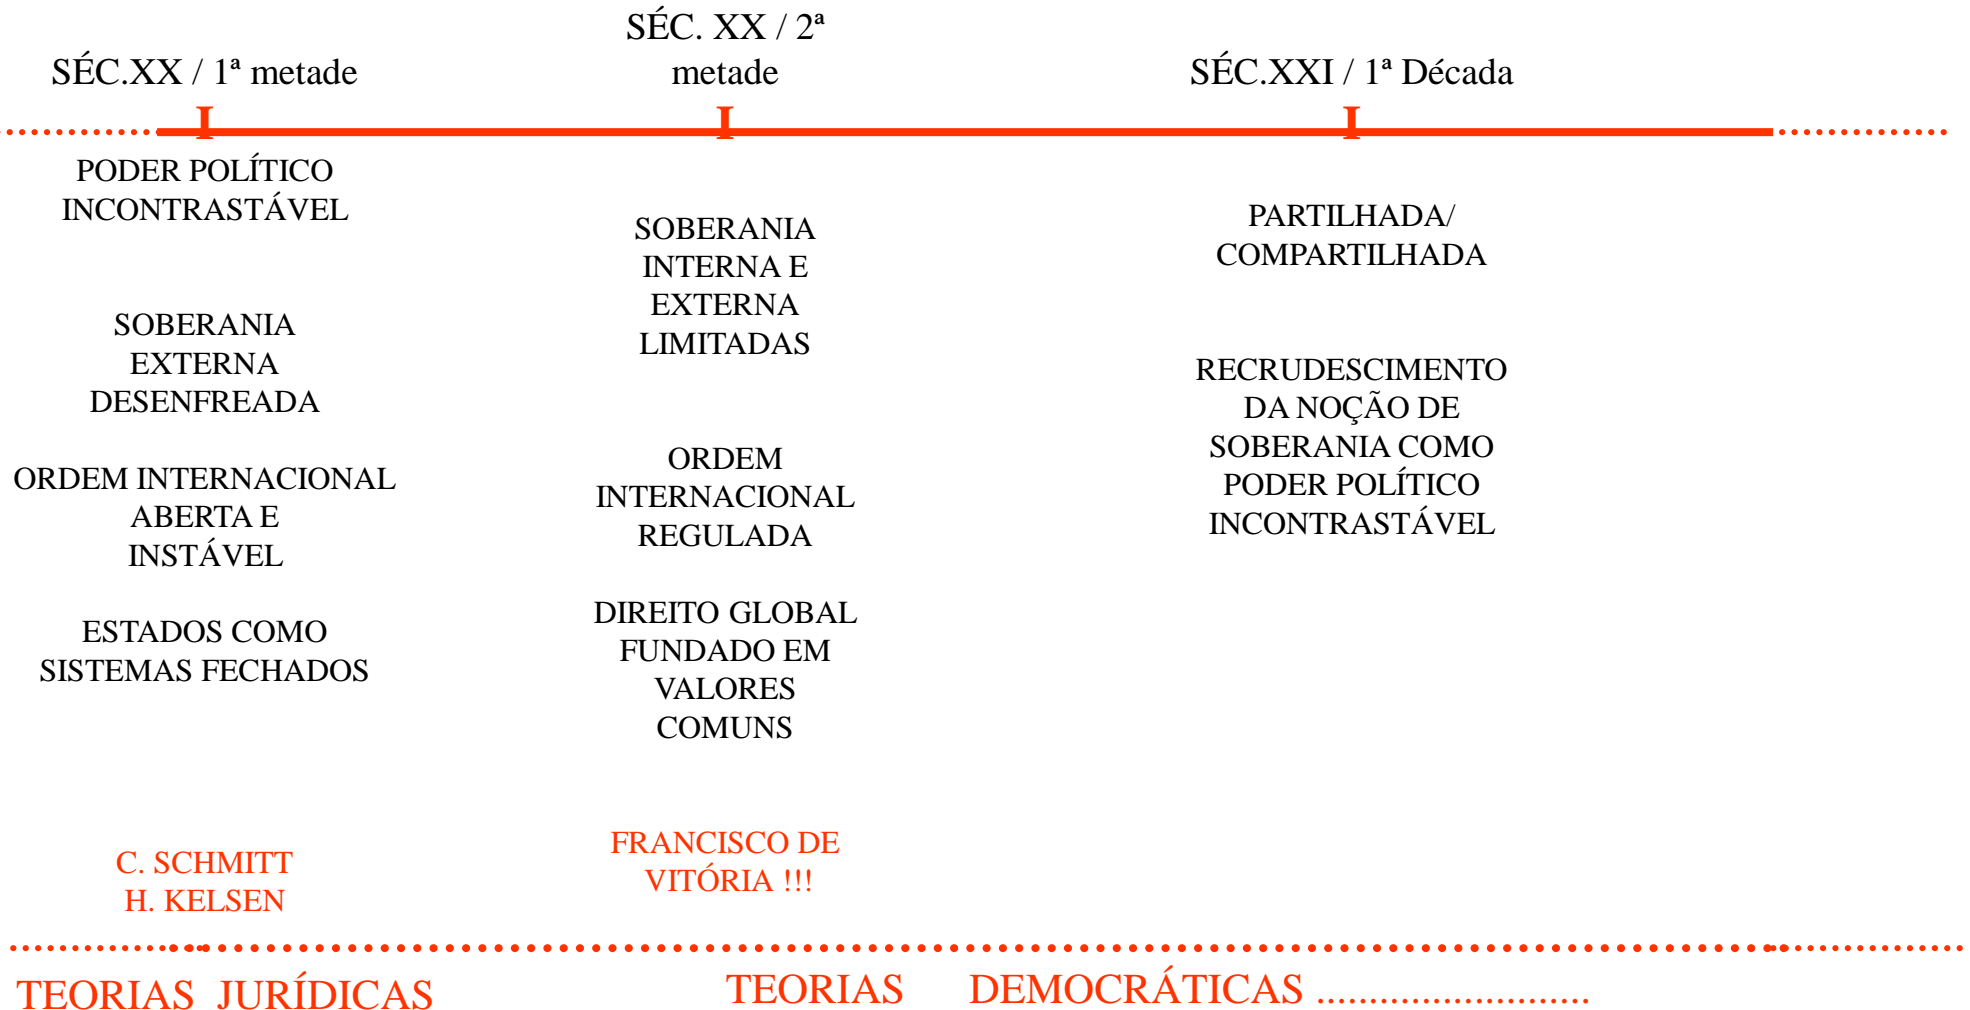 SÉC.XX / 1ª metade
PODER POLÍTICO
INCONTRASTÁVEL
SOBERANIA
EXTERNA
DESENFREADA
ORDEM INTERNACIONAL
ABERTA E
INSTÁVEL
ESTADOS COMO
SISTEMAS FECHADOS
C. SCHMITT
H. KELSEN
SÉC. XX / 2ª
metade
SOBERANIA
INTERNA E
EXTERNA
LIMITADAS
ORDEM
INTERNACIONAL
REGULADA
DIREITO GLOBAL
FUNDADO EM
VALORES
COMUNS
FRANCISCO DE
VITÓRIA !!!
SÉC.XXI / 1ª Década
PARTILHADA/
COMPARTILHADA
RECRUDESCIMENTO
DA NOÇÃO DE
SOBERANIA COMO
PODER POLÍTICO
INCONTRASTÁVEL
TEORIAS JURÍDICAS
TEORIAS DEMOCRÁTICAS ..........................